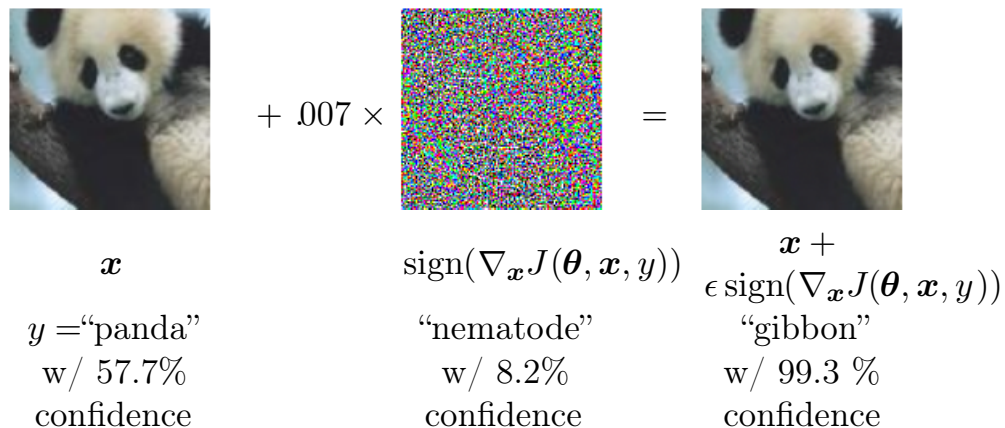 + .007 × =
x
sign(∇ₓJ(θ, x, y))
x +
ϵ sign(∇ₓJ(θ, x, y))
y =“panda”
“nematode”
“gibbon”
w/ 57.7%
w/ 8.2%
w/ 99.3 %
confidence
confidence
confidence